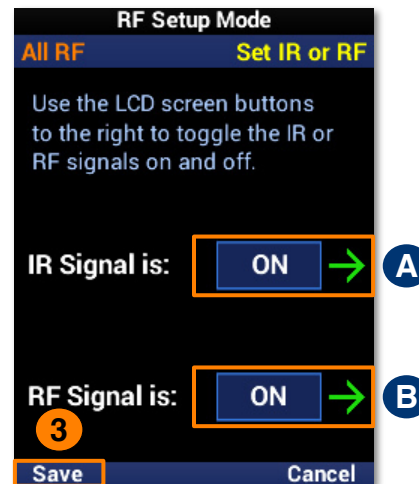 RF Setup Mode
All RF Set IR or RF
Use the LCD screen buttons
to the right to toggle the IR or
RF signals on and off.
IR Signal is: ON → A
RF Signal is: ON → B
3
Save Cancel